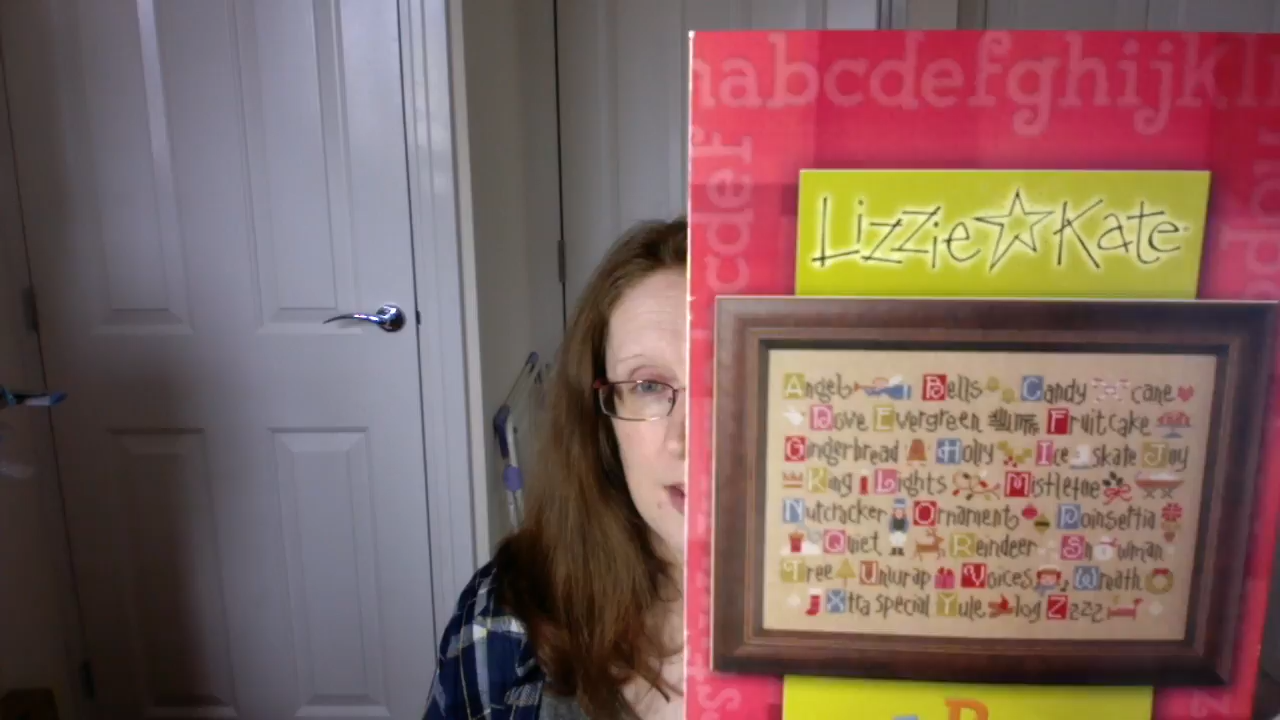 abcdefghijkl
cdef
Lizzie Kate
Angel Bells Candy cane
Dove Evergreen Fruitcake
Gingerbread Holly Ice skate Joy
King Lights Mistletoe
Nutcracker Ornament Poinsettia
Quiet Reindeer Snowman
Tree Unwrap Voices Wreath
Xtra special Yule log Zzzz